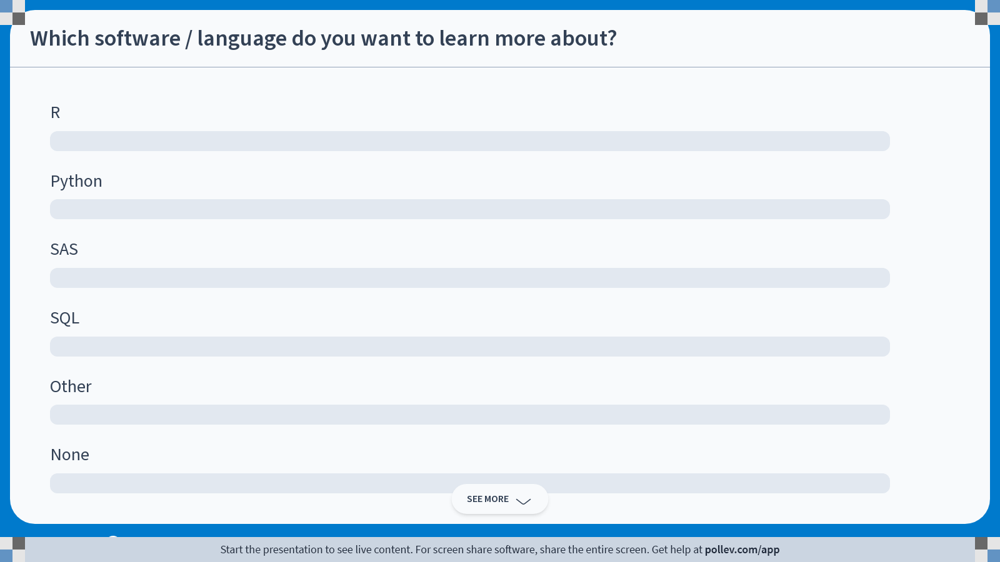 Which software / language do you want to learn more about?
R
Python
SAS
SQL
Other
None
SEE MORE
Start the presentation to see live content. For screen share software, share the entire screen. Get help at pollev.com/app